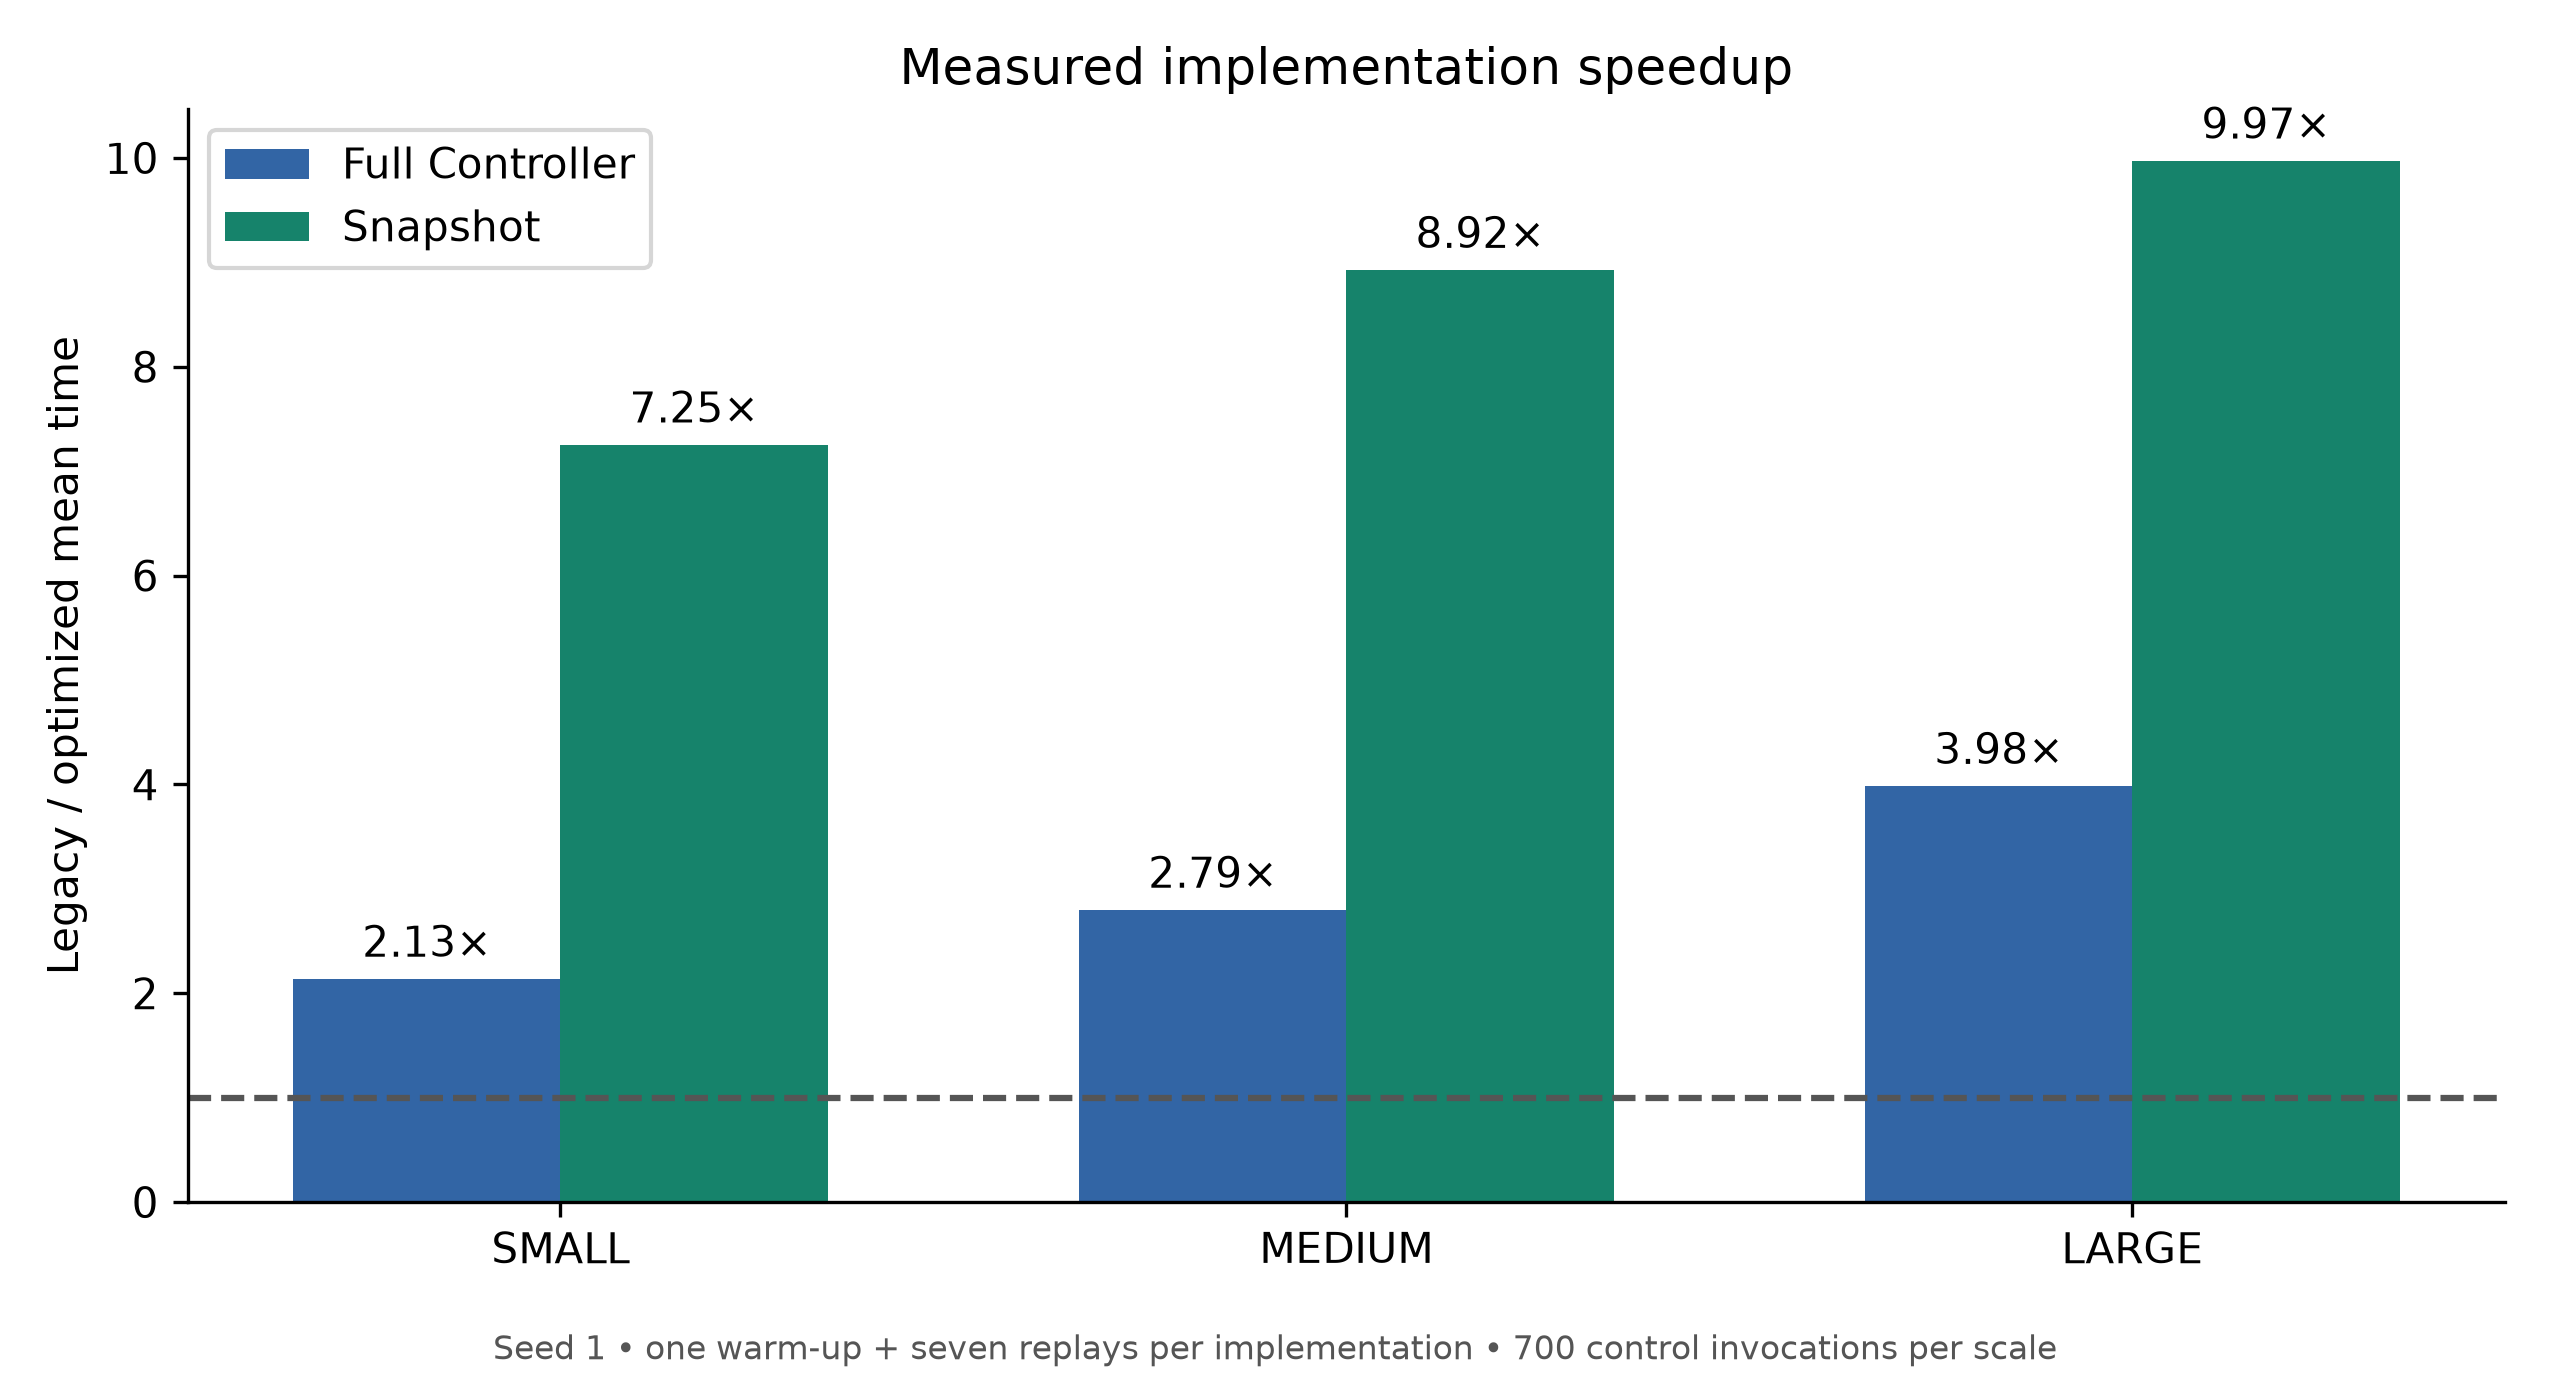 Measured implementation speedup
Legacy / optimized mean time
10
8
6
4
2
0
Full Controller
Snapshot
2.13×
7.25×
2.79×
8.92×
3.98×
9.97×
SMALL
MEDIUM
LARGE
Seed 1 • one warm-up + seven replays per implementation • 700 control invocations per scale